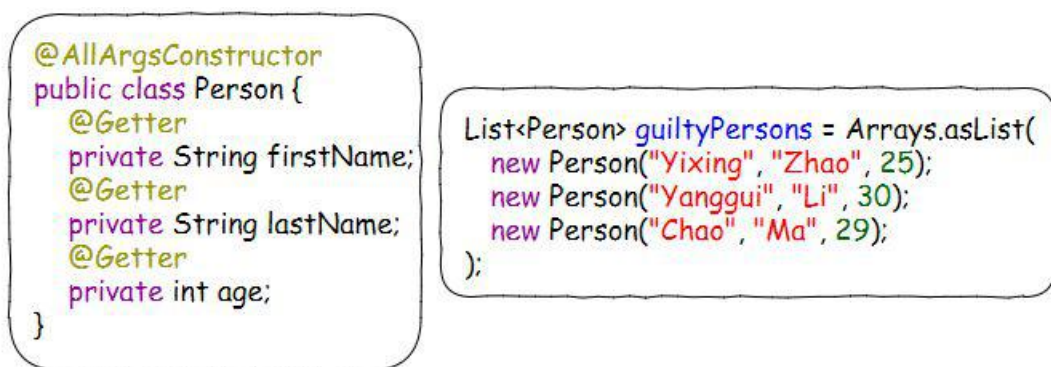 @AllArgsConstructor
public class Person {
@Getter
private String firstName;
@Getter
private String lastName;
@Getter
private int age;
}
List<Person> guiltyPersons = Arrays.asList(
new Person("Yixing", "Zhao", 25);
new Person("Yanggui", "Li", 30);
new Person("Chao", "Ma", 29);
);